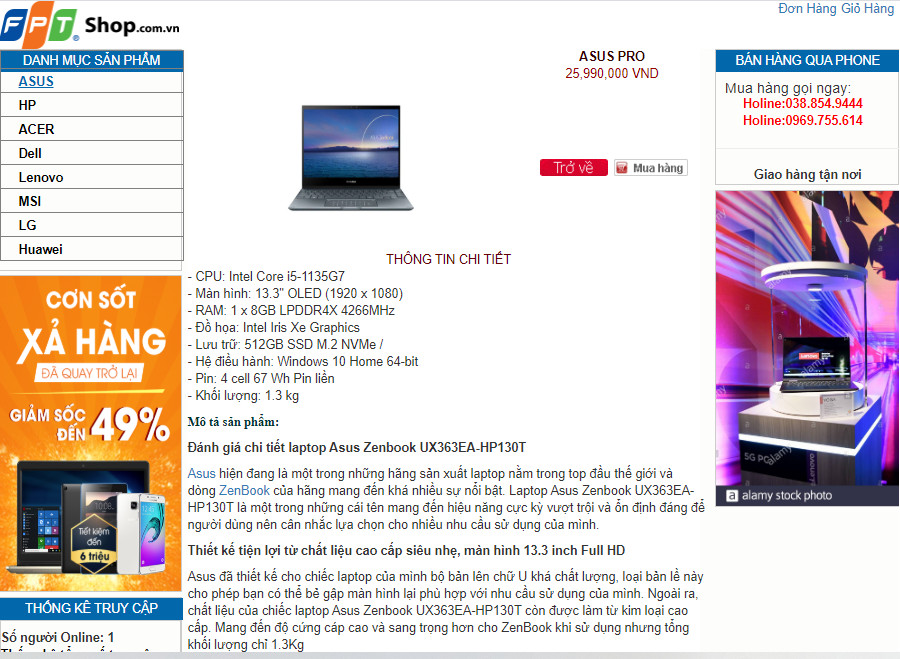 Đơn Hàng Giỏ Hàng
FPT Shop.com.vn
DANH MỤC SẢN PHẨM
ASUS
HP
ACER
Dell
Lenovo
MSI
LG
Huawei
CƠN SỐT
XẢ HÀNG
ĐÃ QUAY TRỞ LẠI
GIẢM SỐC
ĐẾN 49%
Tiết kiệm
đến
6 triệu
THỐNG KÊ TRUY CẬP
Số người Online: 1
ASUS PRO
25,990,000 VND
Trở về
Mua hàng
THÔNG TIN CHI TIẾT
- CPU: Intel Core i5-1135G7
- Màn hình: 13.3" OLED (1920 x 1080)
- RAM: 1 x 8GB LPDDR4X 4266MHz
- Đồ họa: Intel Iris Xe Graphics
- Lưu trữ: 512GB SSD M.2 NVMe /
- Hệ điều hành: Windows 10 Home 64-bit
- Pin: 4 cell 67 Wh Pin liền
- Khối lượng: 1.3 kg
Mô tả sản phẩm:
Đánh giá chi tiết laptop Asus Zenbook UX363EA-HP130T
Asus hiện đang là một trong những hãng sản xuất laptop nằm trong top đầu thế giới và
dòng ZenBook của hãng mang đến khá nhiều sự nổi bật. Laptop Asus Zenbook UX363EA-
HP130T là một trong những cái tên mang đến hiệu năng cực kỳ vượt trội và ổn định đáng để
người dùng nên cân nhắc lựa chọn cho nhiều nhu cầu sử dụng của mình.
Thiết kế tiện lợi từ chất liệu cao cấp siêu nhẹ, màn hình 13.3 inch Full HD
Asus đã thiết kế cho chiếc laptop của mình bộ bản lên chữ U khá chất lượng, loại bản lề này
cho phép bạn có thể bẻ gập màn hình lại phù hợp với nhu cầu sử dụng của mình. Ngoài ra,
chất liệu của chiếc laptop Asus Zenbook UX363EA-HP130T còn được làm từ kim loại cao
cấp. Mang đến độ cứng cáp cao và sang trọng hơn cho ZenBook khi sử dụng nhưng tổng
khối lượng chỉ 1.3Kg
BÁN HÀNG QUA PHONE
Mua hàng gọi ngay:
Holine:038.854.9444
Holine:0969.755.614
Giao hàng tận nơi
Lenovo
5G PC
alamy
a alamy stock photo